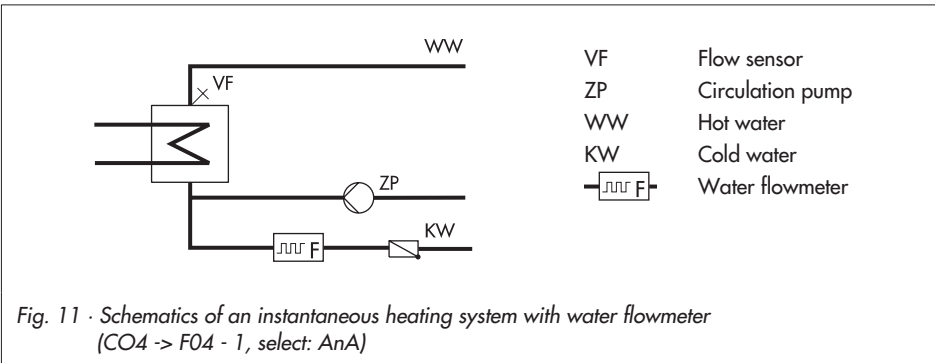 WW
VF
ZP
KW
F
VF Flow sensor
ZP Circulation pump
WW Hot water
KW Cold water
F Water flowmeter
Fig. 11 · Schematics of an instantaneous heating system with water flowmeter
(CO4 -> F04 - 1, select: AnA)